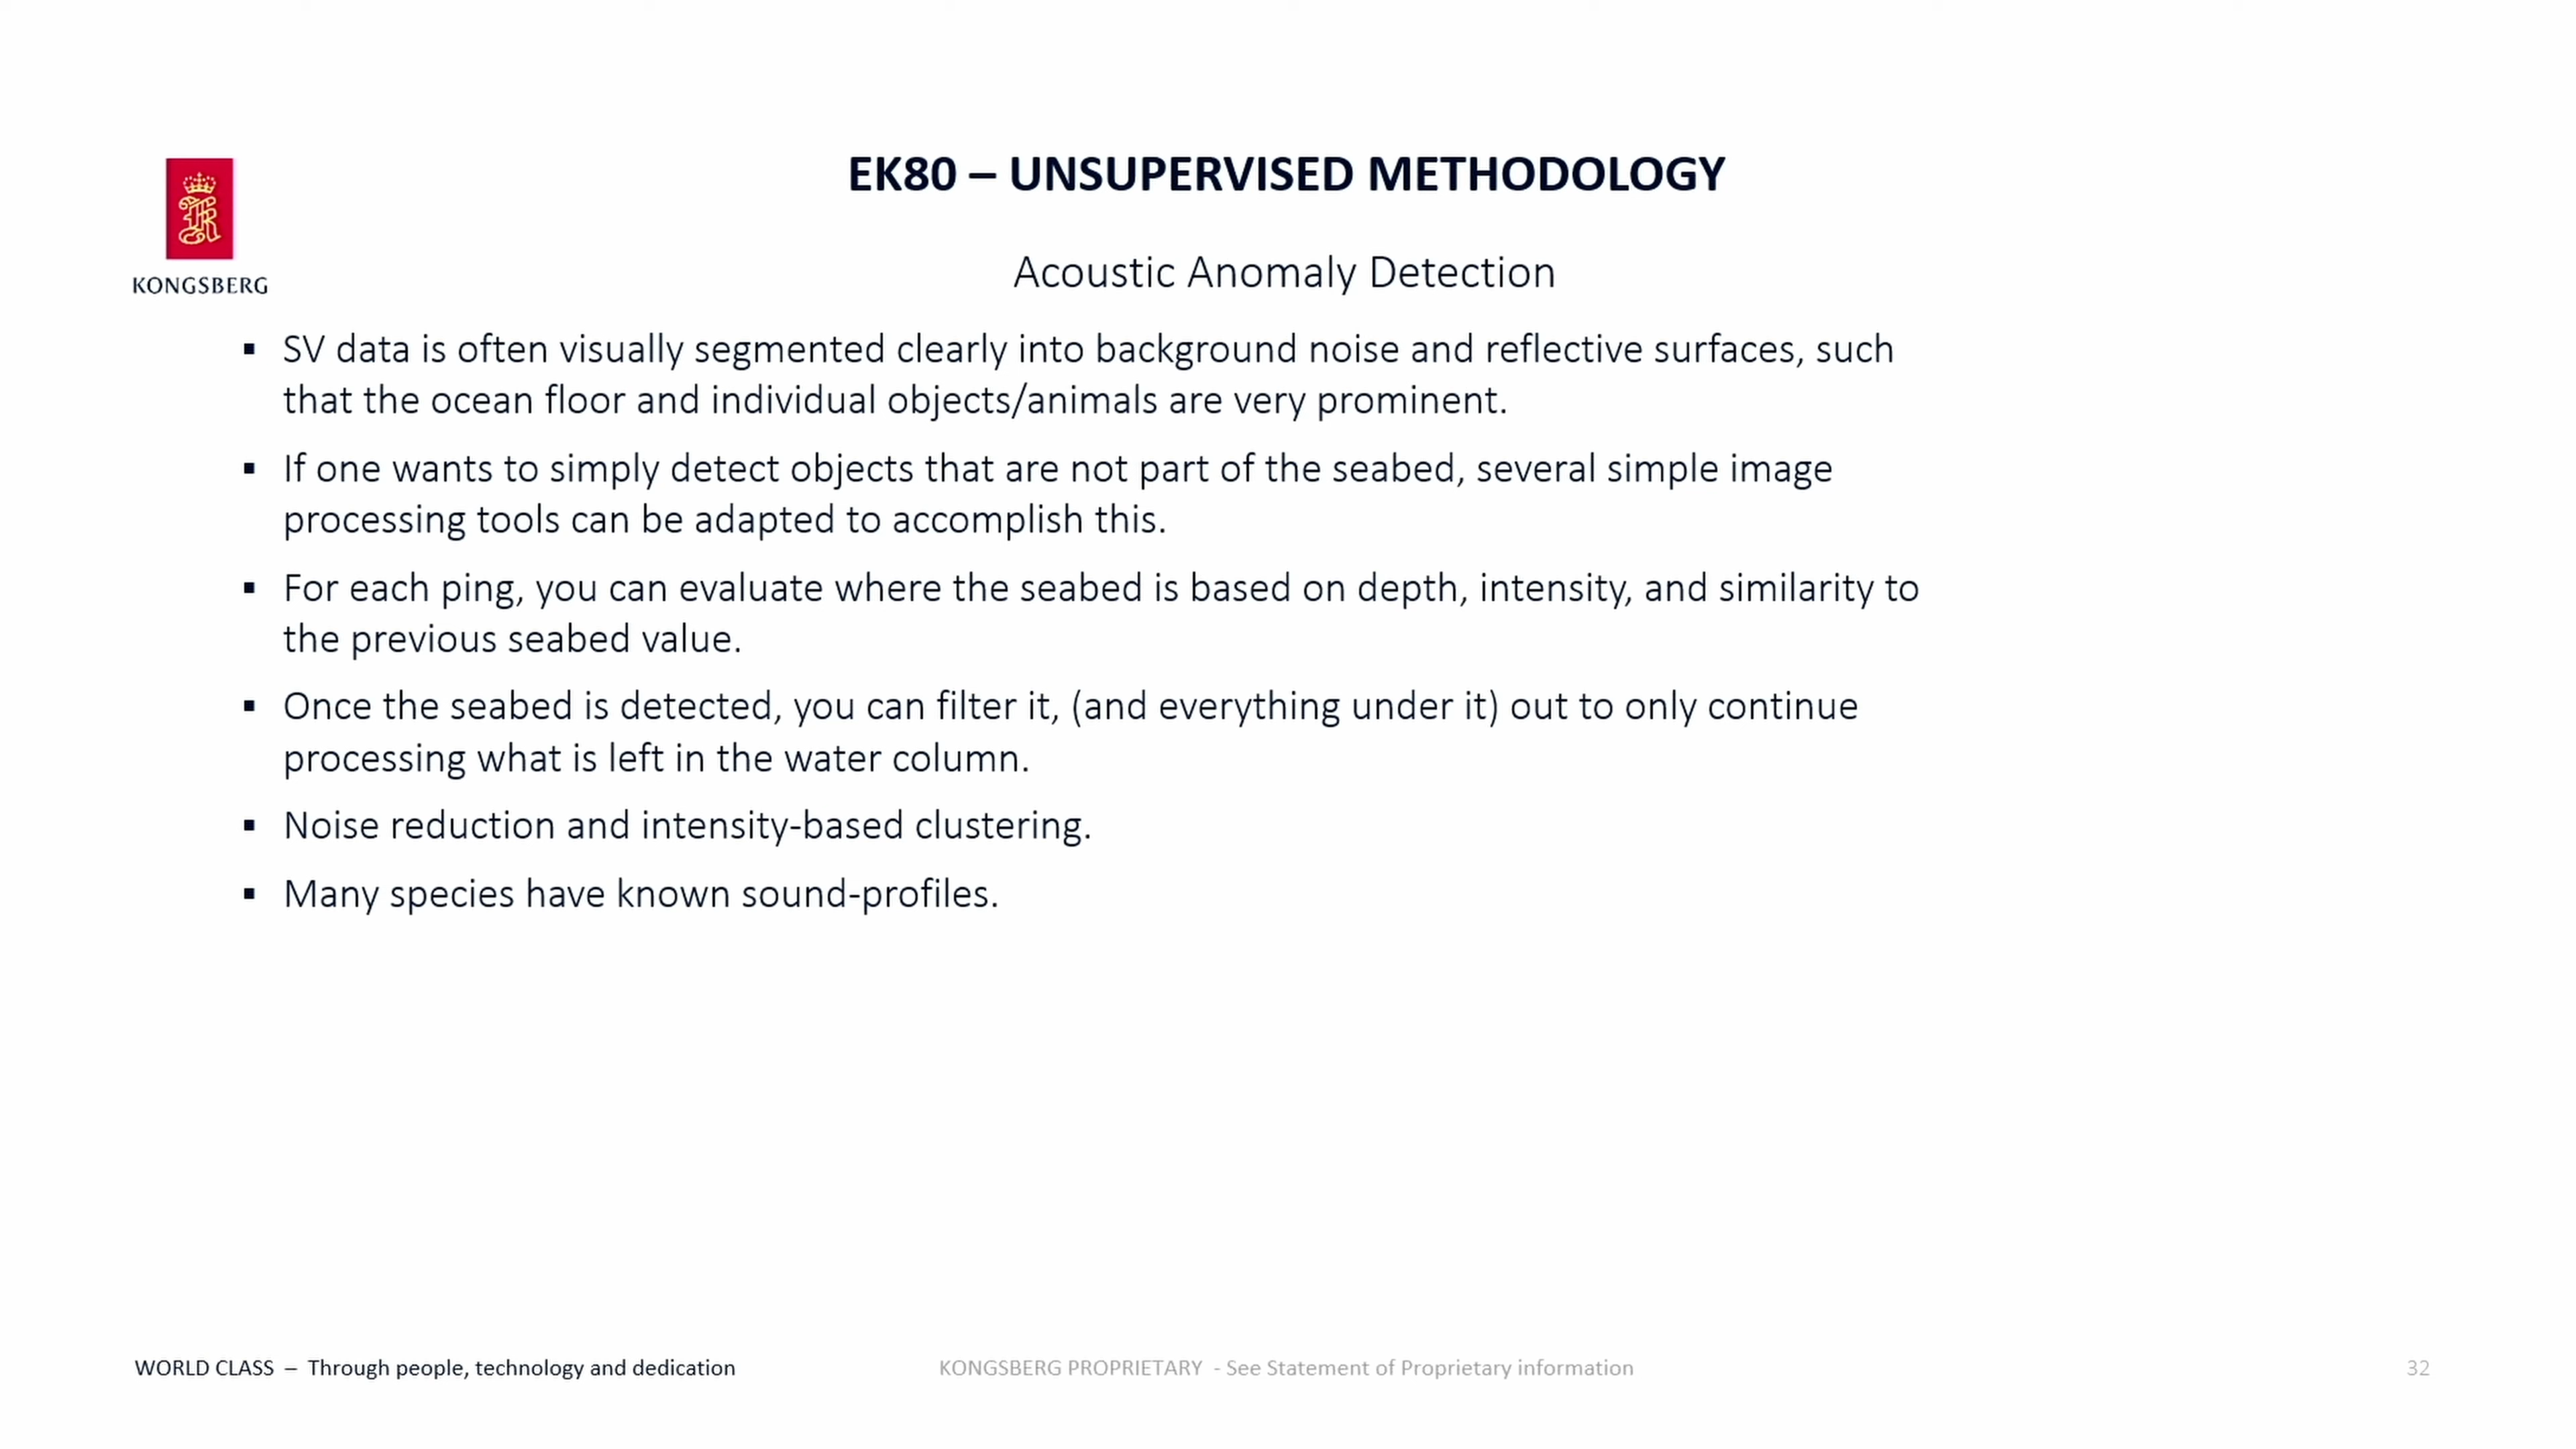 EK80 – UNSUPERVISED METHODOLOGY
KONGSBERG
Acoustic Anomaly Detection
▪ SV data is often visually segmented clearly into background noise and reflective surfaces, such
that the ocean floor and individual objects/animals are very prominent.
▪ If one wants to simply detect objects that are not part of the seabed, several simple image
processing tools can be adapted to accomplish this.
▪ For each ping, you can evaluate where the seabed is based on depth, intensity, and similarity to
the previous seabed value.
▪ Once the seabed is detected, you can filter it, (and everything under it) out to only continue
processing what is left in the water column.
▪ Noise reduction and intensity-based clustering.
▪ Many species have known sound-profiles.
WORLD CLASS – Through people, technology and dedication
KONGSBERG PROPRIETARY - See Statement of Proprietary information
32